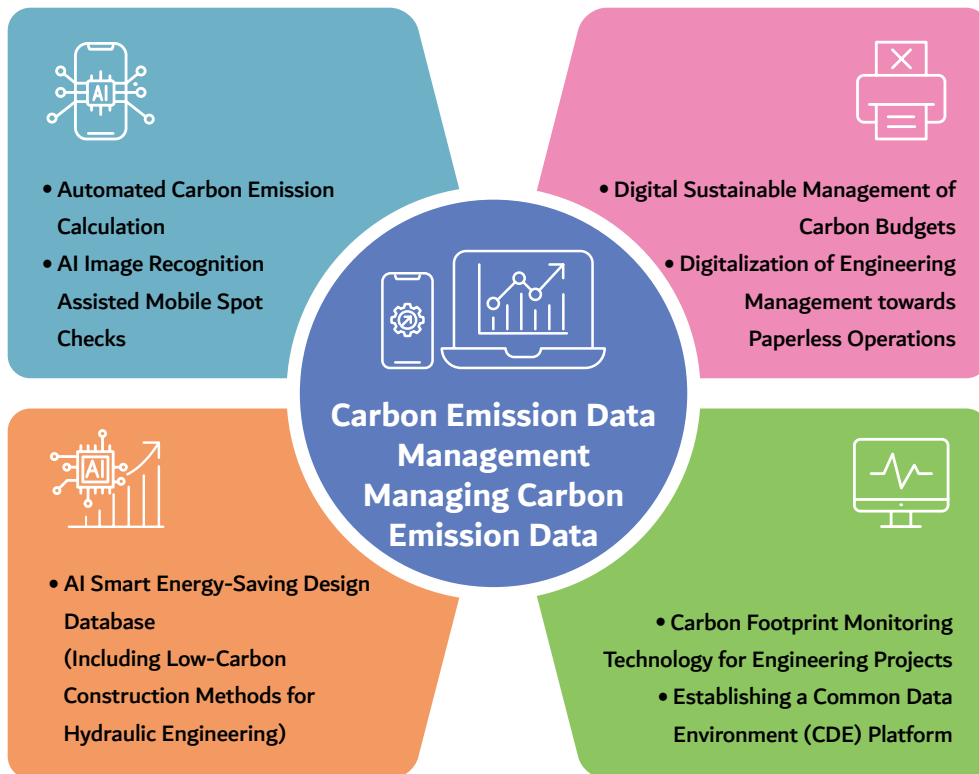 AI
• Automated Carbon Emission
Calculation
• AI Image Recognition
Assisted Mobile Spot
Checks
• Digital Sustainable Management of
Carbon Budgets
• Digitalization of Engineering
Management towards
Paperless Operations
Carbon Emission Data
Management
Managing Carbon
Emission Data
AI
• AI Smart Energy-Saving Design
Database
(Including Low-Carbon
Construction Methods for
Hydraulic Engineering)
• Carbon Footprint Monitoring
Technology for Engineering Projects
• Establishing a Common Data
Environment (CDE) Platform